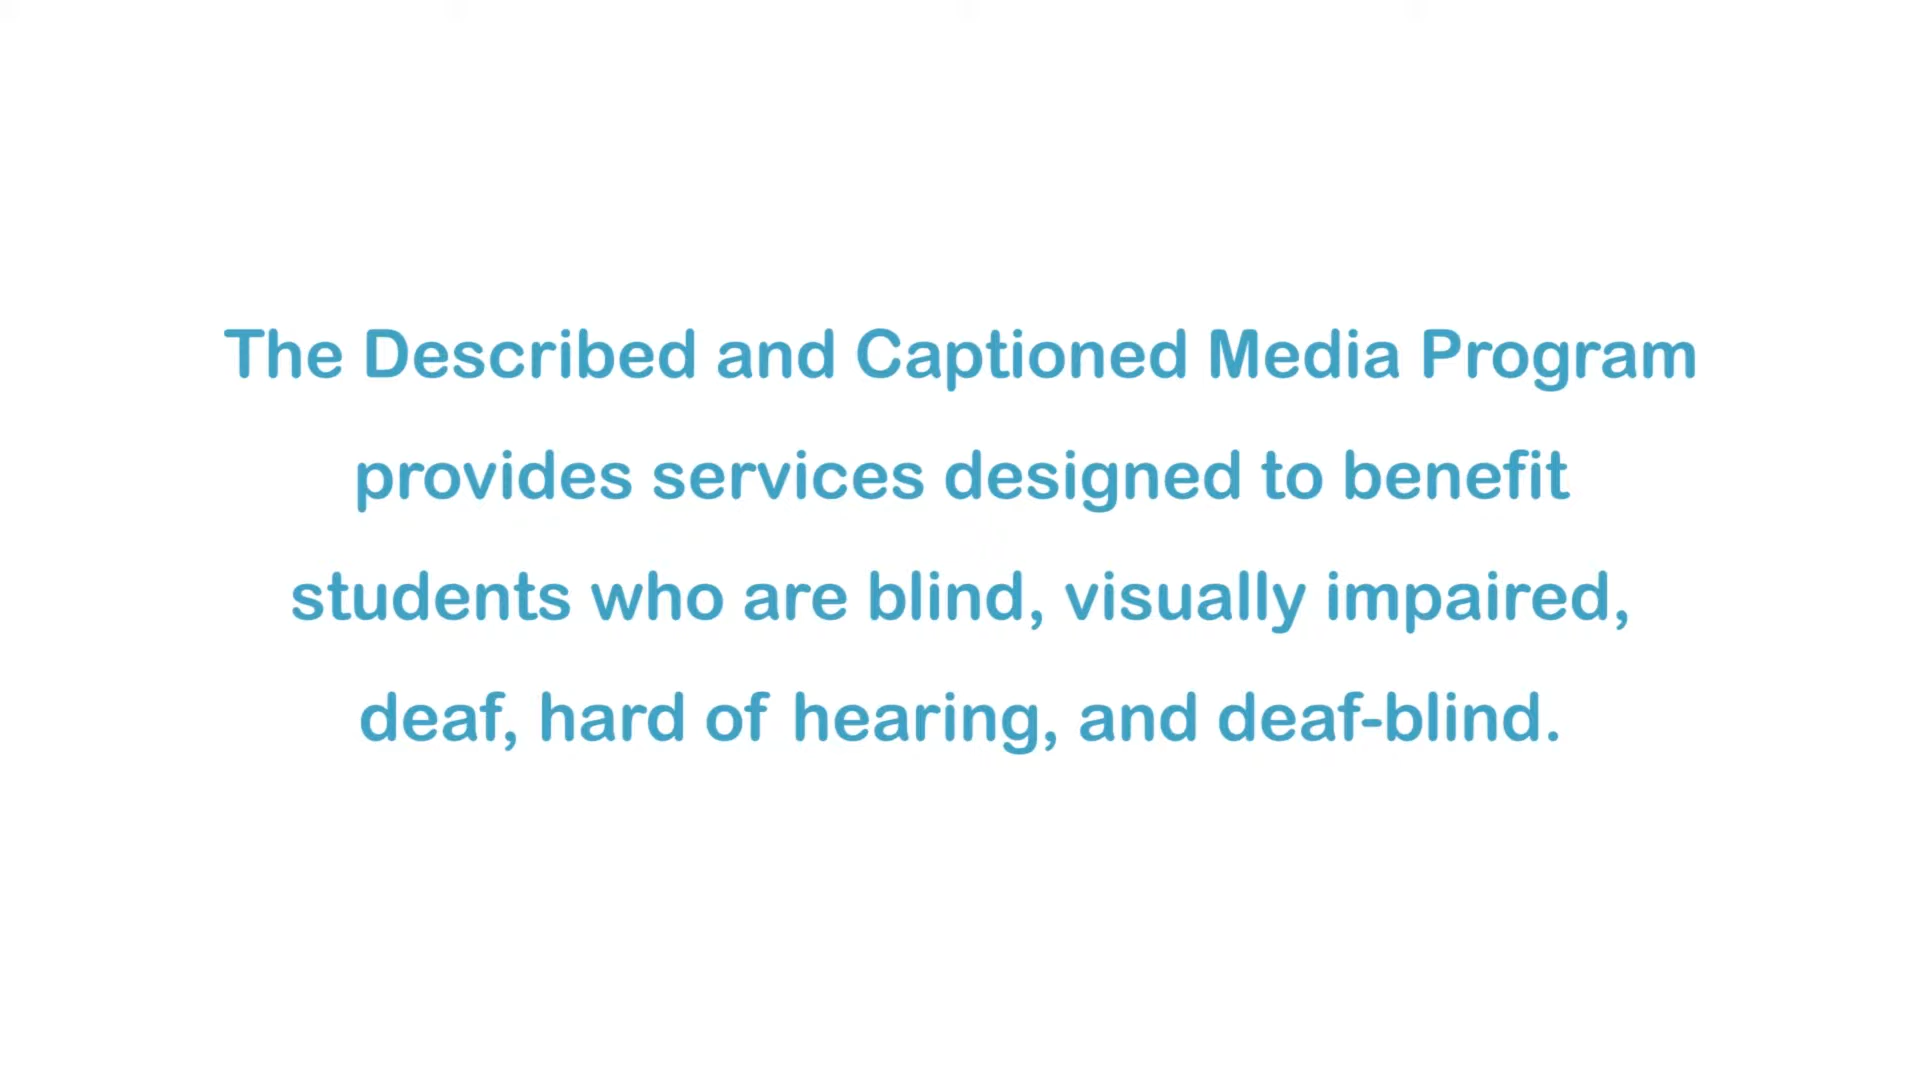 The Described and Captioned Media Program
provides services designed to benefit
students who are blind, visually impaired,
deaf, hard of hearing, and deaf-blind.